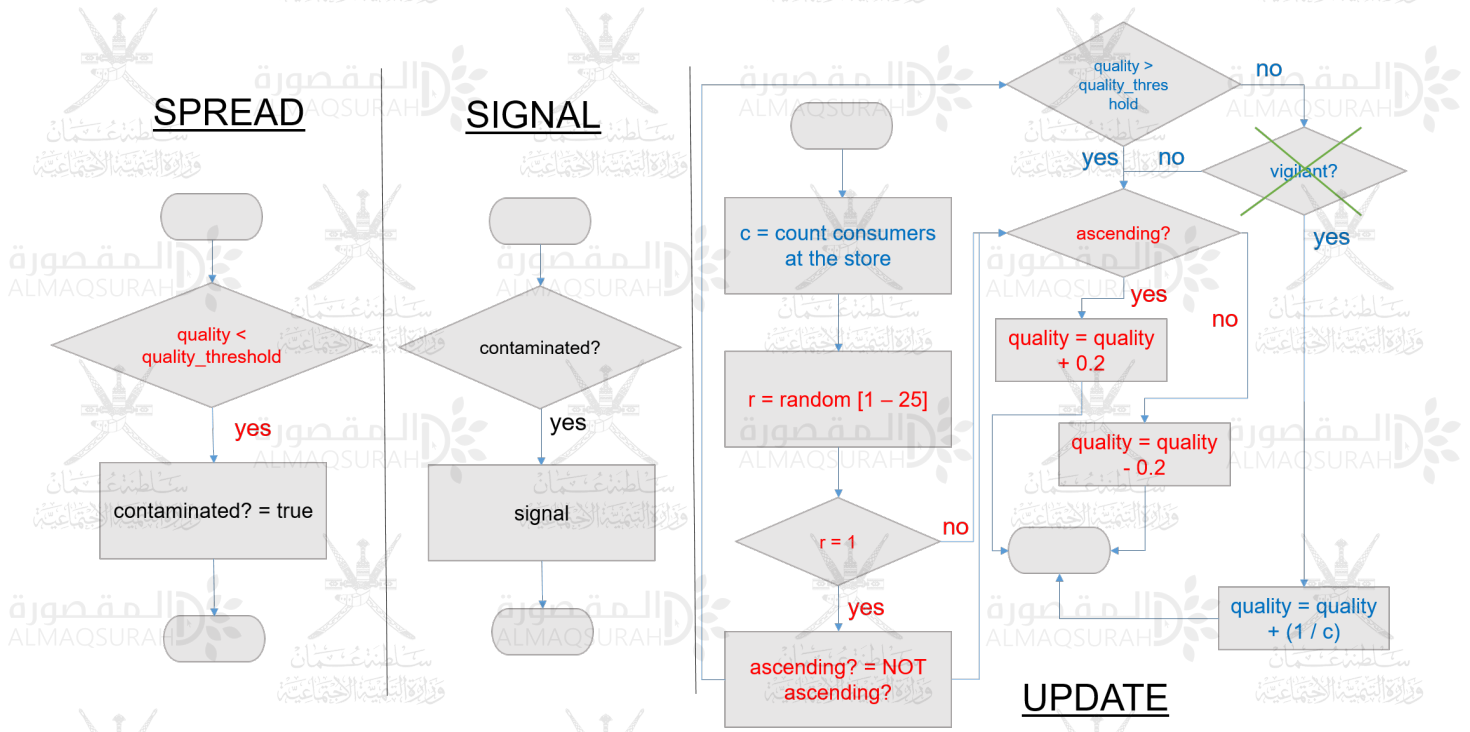 SPREAD
quality <
quality_threshold
yes
contaminated? = true
SIGNAL
contaminated?
yes
signal
c = count consumers
at the store
r = random [1 – 25]
r = 1
no
yes
ascending? = NOT
ascending?
quality >
quality_thres
hold
no
yes
no
vigilant?
yes
ascending?
yes
no
quality = quality
+ 0.2
quality = quality
- 0.2
quality = quality
+ (1 / c)
UPDATE
المقصورة
ALMAQSURAH
سلطنة عمان
وزارة التنمية الاجتماعية